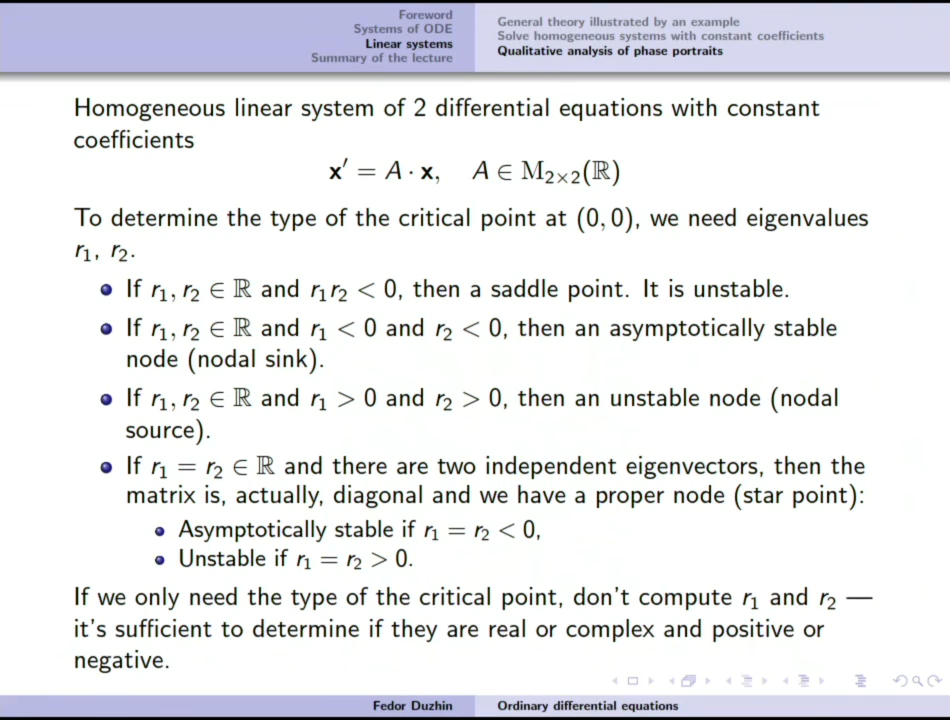 Foreword
Systems of ODE
Linear systems
Summary of the lecture
General theory illustrated by an example
Solve homogeneous systems with constant coefficients
Qualitative analysis of phase portraits
Homogeneous linear system of 2 differential equations with constant
coefficients
x′ = A · x, A ∈ M₂ₓ₂(ℝ)
To determine the type of the critical point at (0, 0), we need eigenvalues
r₁, r₂.
If r₁, r₂ ∈ ℝ and r₁r₂ < 0, then a saddle point. It is unstable.
If r₁, r₂ ∈ ℝ and r₁ < 0 and r₂ < 0, then an asymptotically stable
node (nodal sink).
If r₁, r₂ ∈ ℝ and r₁ > 0 and r₂ > 0, then an unstable node (nodal
source).
If r₁ = r₂ ∈ ℝ and there are two independent eigenvectors, then the
matrix is, actually, diagonal and we have a proper node (star point):
Asymptotically stable if r₁ = r₂ < 0,
Unstable if r₁ = r₂ > 0.
If we only need the type of the critical point, don't compute r₁ and r₂ —
it's sufficient to determine if they are real or complex and positive or
negative.
Fedor Duzhin
Ordinary differential equations